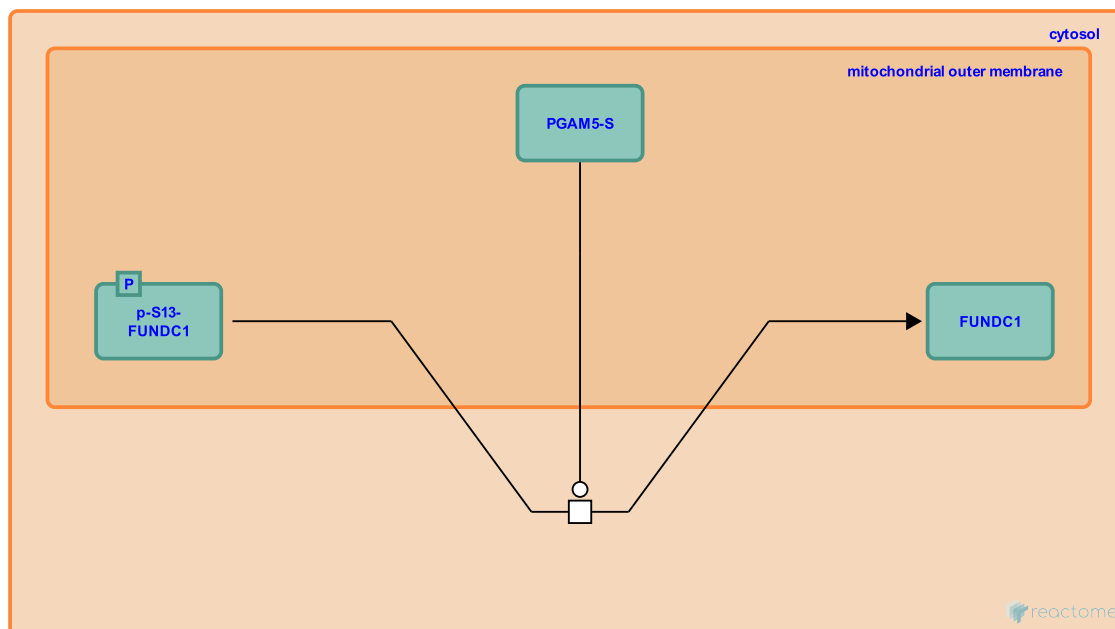 cytosol
mitochondrial outer membrane
PGAM5-S
P
p-S13-
FUNDC1
FUNDC1
reactome